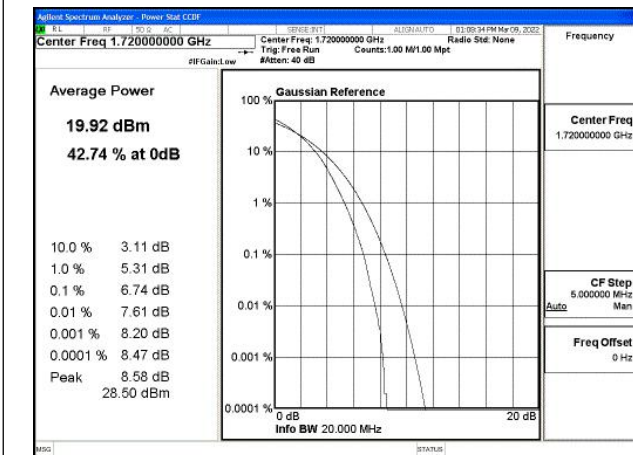 Agilent Spectrum Analyzer - Power Stat CCDF
RL RF 50 Ω AC SENSE:INT ALIGNAUTO 01:09:34 PM Mar 09, 2022
Center Freq 1.720000000 GHz
Center Freq: 1.720000000 GHz Radio Std: None
Trig: Free Run Counts:1.00 M/1.00 Mpt
#IFGain:Low #Atten: 40 dB
Frequency
Average Power
19.92 dBm
42.74 % at 0dB
10.0 % 3.11 dB
1.0 % 5.31 dB
0.1 % 6.74 dB
0.01 % 7.61 dB
0.001 % 8.20 dB
0.0001 % 8.47 dB
Peak 8.58 dB
28.50 dBm
Gaussian Reference
100 %
10 %
1 %
0.1 %
0.01 %
0.001 %
0.0001 %
0 dB 20 dB
Info BW 20.000 MHz
Center Freq
1.720000000 GHz
CF Step
5.000000 MHz
Auto Man
Freq Offset
0 Hz
MSG STATUS